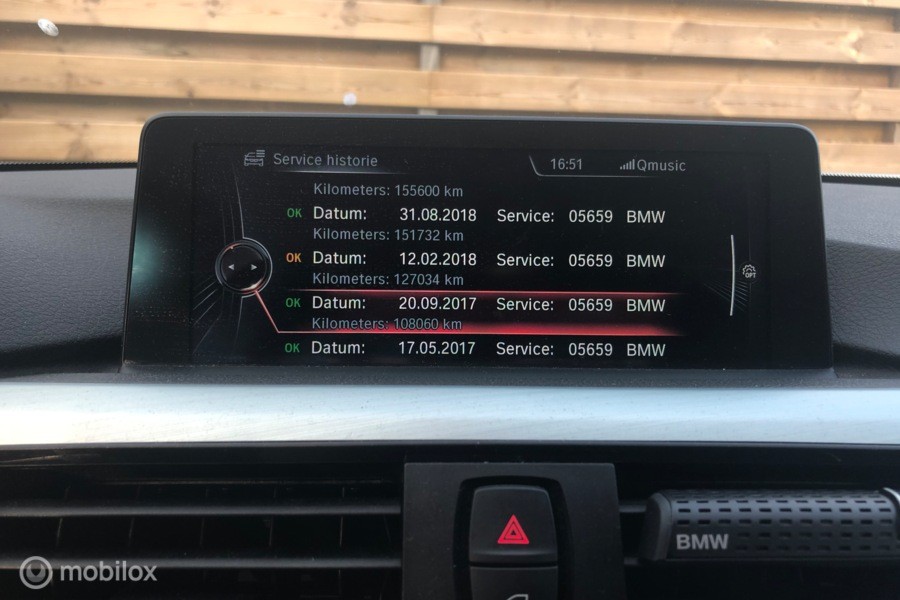 Service historie 16:51 Qmusic
Kilometers: 155600 km
OK Datum: 31.08.2018 Service: 05659 BMW
Kilometers: 151732 km
OK Datum: 12.02.2018 Service: 05659 BMW
Kilometers: 127034 km
OPT
OK Datum: 20.09.2017 Service: 05659 BMW
Kilometers: 108060 km
OK Datum: 17.05.2017 Service: 05659 BMW
BMW
mobilox